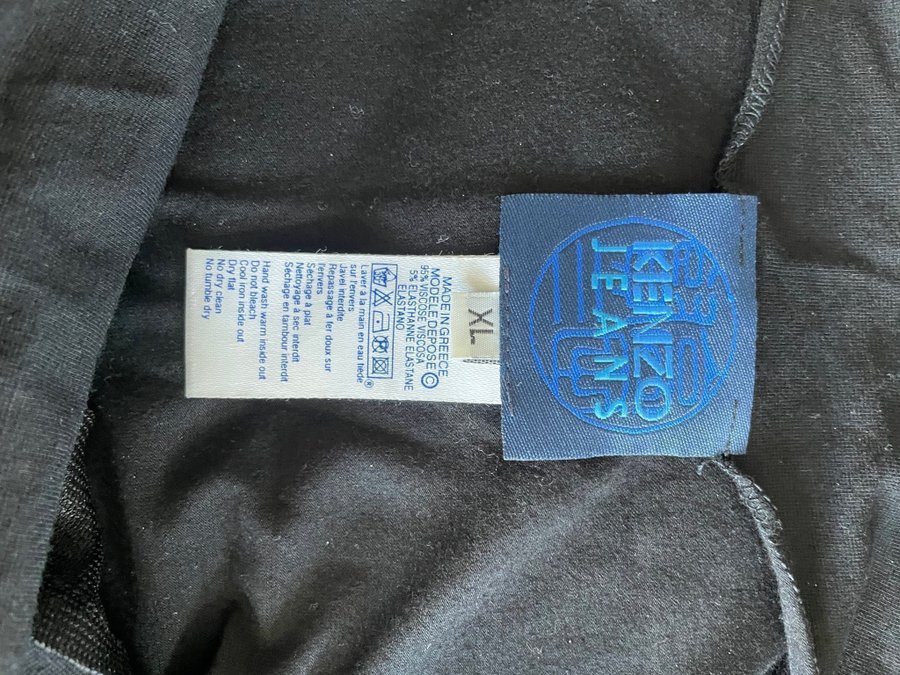 KENZO
JEANS
XL
MADE IN GREECE
MODELE DEPOSE ©
95% VISCOSE VISCOSA
5% ELASTHANNE ELASTANE
ELASTANO
®
Laver à la main en eau tiède
sur l'envers
Javel interdite
Repassage à fer doux sur
l'envers
Séchage à plat
Nettoyage à sec interdit
Séchage en tambour interdit
Hand wash warm inside out
Do not bleach
Cool iron inside out
Dry flat
No dry clean
No tumble dry